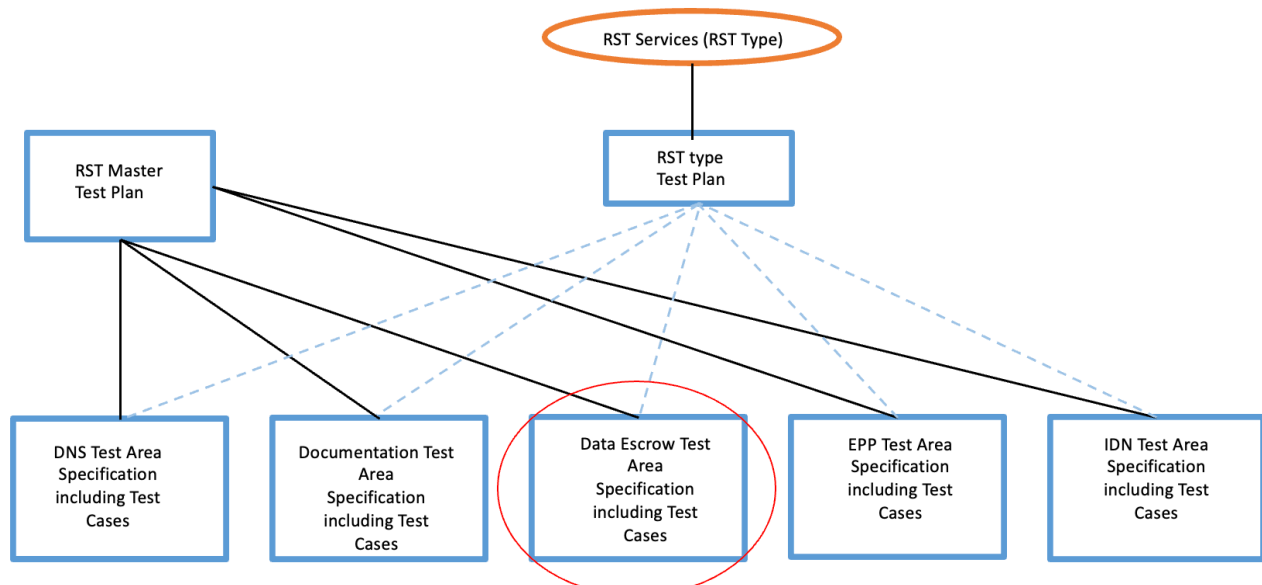 RST Services (RST Type)
RST Master
Test Plan
RST type
Test Plan
DNS Test Area
Specification
including Test
Cases
Documentation Test
Area
Specification
including Test
Cases
Data Escrow Test
Area
Specification
including Test
Cases
EPP Test Area
Specification
including Test
Cases
IDN Test Area
Specification
including Test
Cases